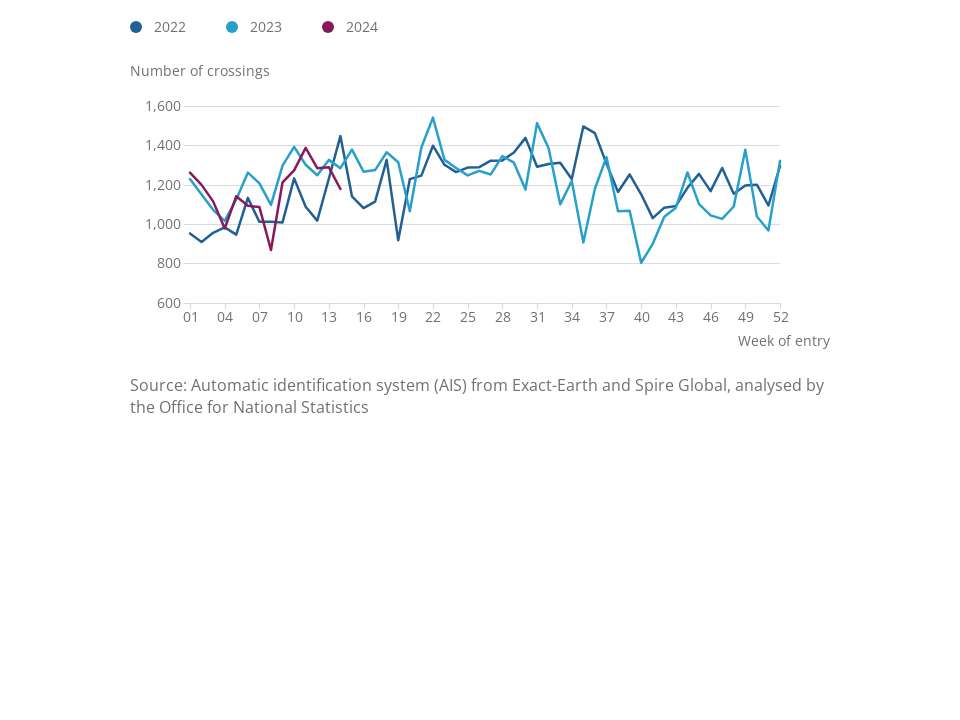 2022 2023 2024
Number of crossings
1,600
1,400
1,200
1,000
800
600
01 04 07 10 13 16 19 22 25 28 31 34 37 40 43 46 49 52
Week of entry
Source: Automatic identification system (AIS) from Exact-Earth and Spire Global, analysed by
the Office for National Statistics